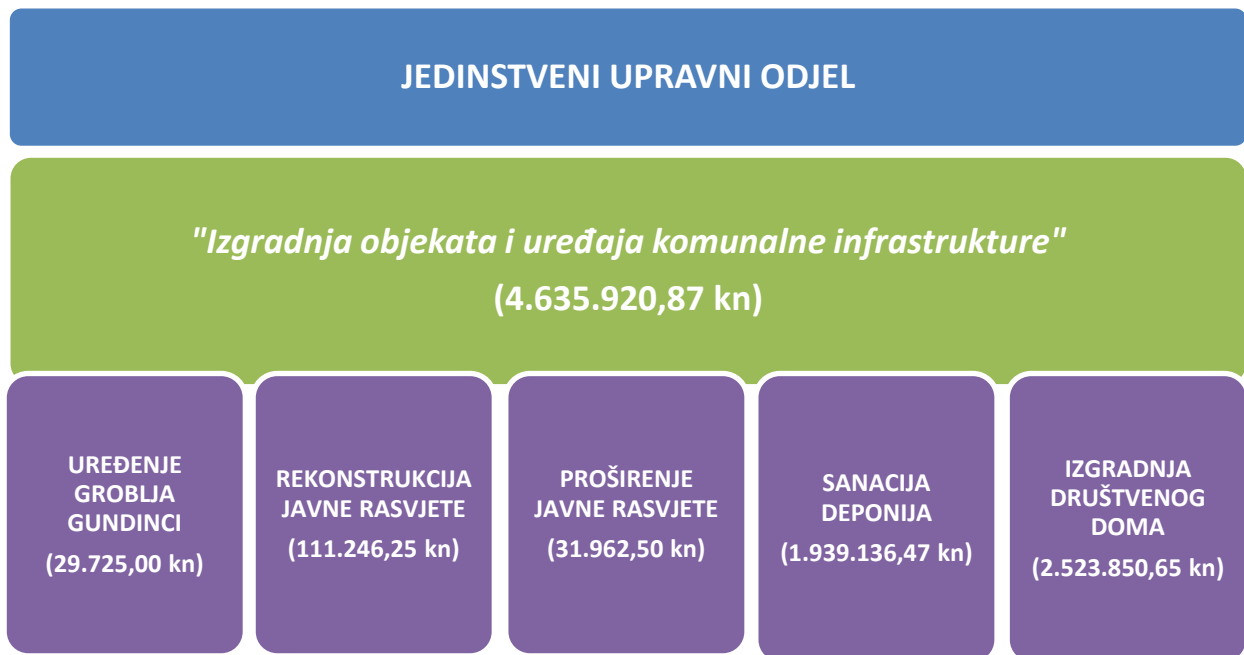 JEDINSTVENI UPRAVNI ODJEL
"Izgradnja objekata i uređaja komunalne infrastrukture"
(4.635.920,87 kn)
UREĐENJE
GROBLJA
GUNDINCI
(29.725,00 kn)
REKONSTRUKCIJA
JAVNE RASVJETE
(111.246,25 kn)
PROŠIRENJE
JAVNE RASVJETE
(31.962,50 kn)
SANACIJA
DEPONIJA
(1.939.136,47 kn)
IZGRADNJA
DRUŠTVENOG
DOMA
(2.523.850,65 kn)